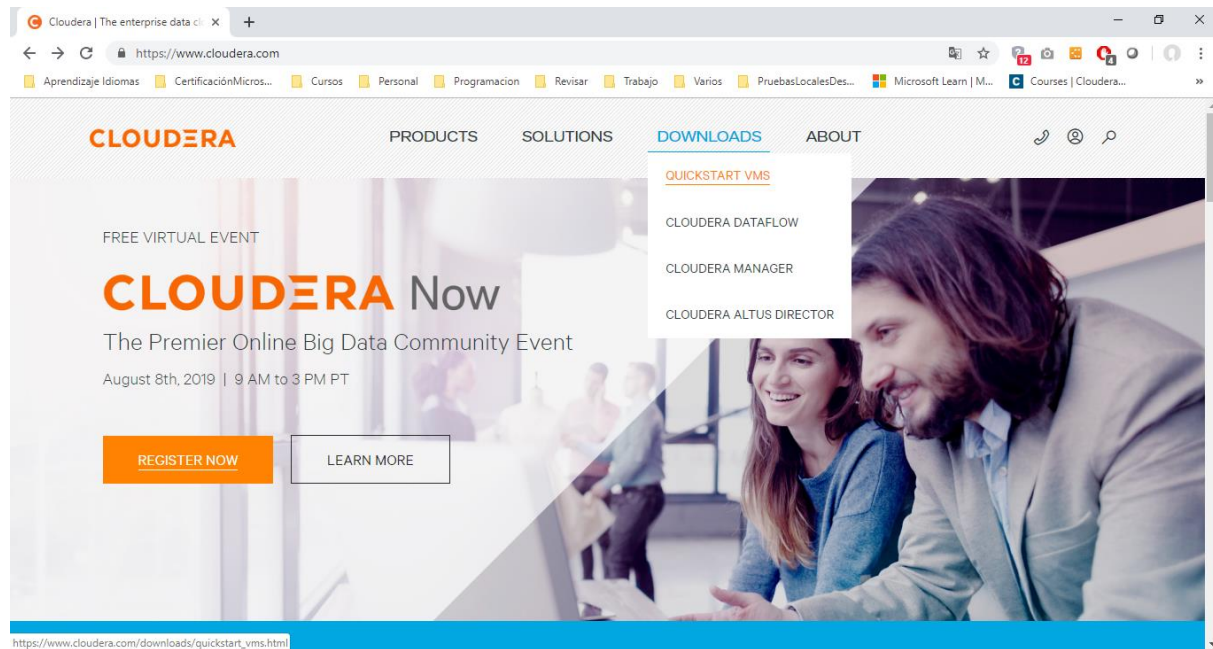 Cloudera | The enterprise data cl
https://www.cloudera.com
12
4
Aprendizaje Idiomas CertificaciónMicros... Cursos Personal Programacion Revisar Trabajo Varios PruebasLocalesDes... Microsoft Learn | M... Courses | Cloudera... »
CLOUDERA PRODUCTS SOLUTIONS DOWNLOADS ABOUT
QUICKSTART VMS
CLOUDERA DATAFLOW
CLOUDERA MANAGER
CLOUDERA ALTUS DIRECTOR
FREE VIRTUAL EVENT
CLOUDERA Now
The Premier Online Big Data Community Event
August 8th, 2019 | 9 AM to 3 PM PT
REGISTER NOW LEARN MORE
https://www.cloudera.com/downloads/quickstart_vms.html